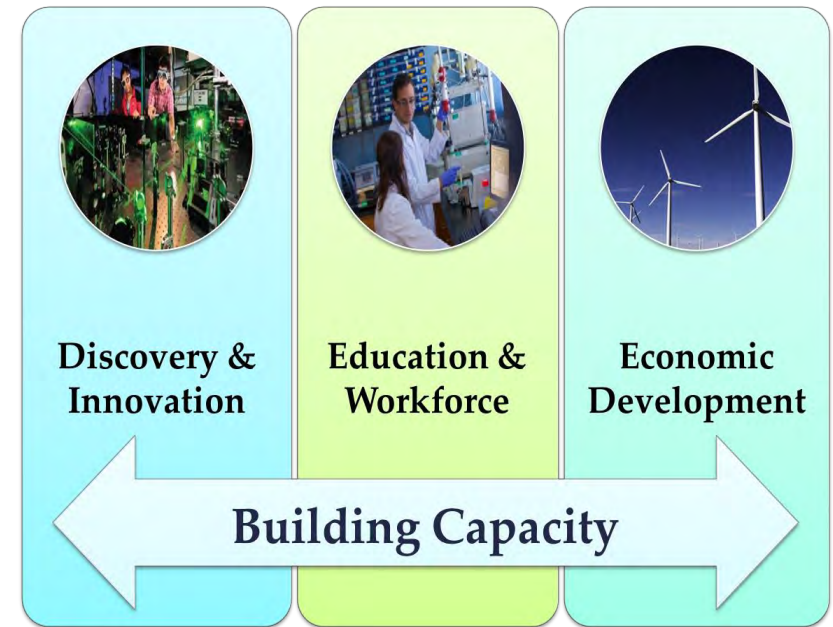 Discovery &
Innovation
Education &
Workforce
Economic
Development
Building Capacity